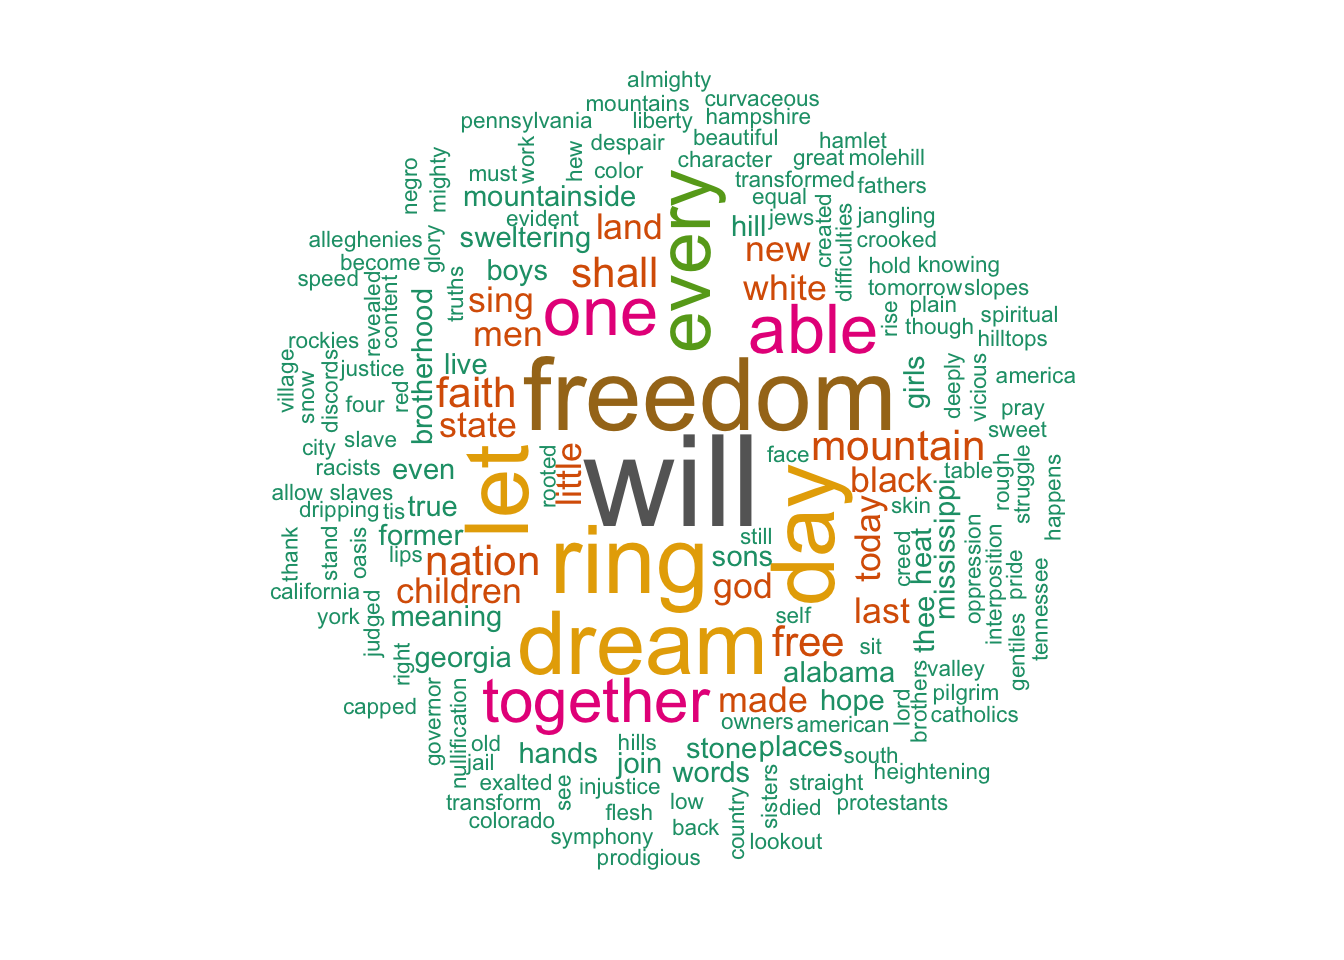 almighty
mountains
curvaceous
pennsylvania
liberty
hampshire
despair
beautiful
hamlet
work
hew
must
color
character
great
molehill
negro
mighty
mountainside
transformed
fathers
every
equal
evident
land
hill
jews
created
jangling
alleghenies
glory
sweltering
new
difficulties
crooked
become
boys
shall
hold
knowing
speed
truths
sing
one
white
tomorrow
slopes
revealed
content
men
able
rise
plain
spiritual
though
hilltops
rockies
brotherhood
live
freedom
girls
deeply
vicious
america
village
snow
discords
justice
red
faith
four
state
pray
sweet
city
slave
let
little
rooted
will
face
mountain
day
black
table
rough
struggle
happens
racists
even
allow
slaves
dripping
tis
true
skin
mississippi
today
former
still
creed
heat
oppression
interposition
pride
thank
stand
oasis
lips
nation
ring
sons
god
california
children
self
last
thee
gentiles
tennessee
york
judged
meaning
dream
free
sit
right
georgia
alabama
brothers
valley
capped
together
made
hope
lord
pilgrim
catholics
governor
nullification
owners
american
old
jail
hands
hills
join
stone
places
south
exalted
see
injustice
words
sisters
straight
heightening
transform
flesh
low
country
died
protestants
colorado
symphony
back
lookout
prodigious